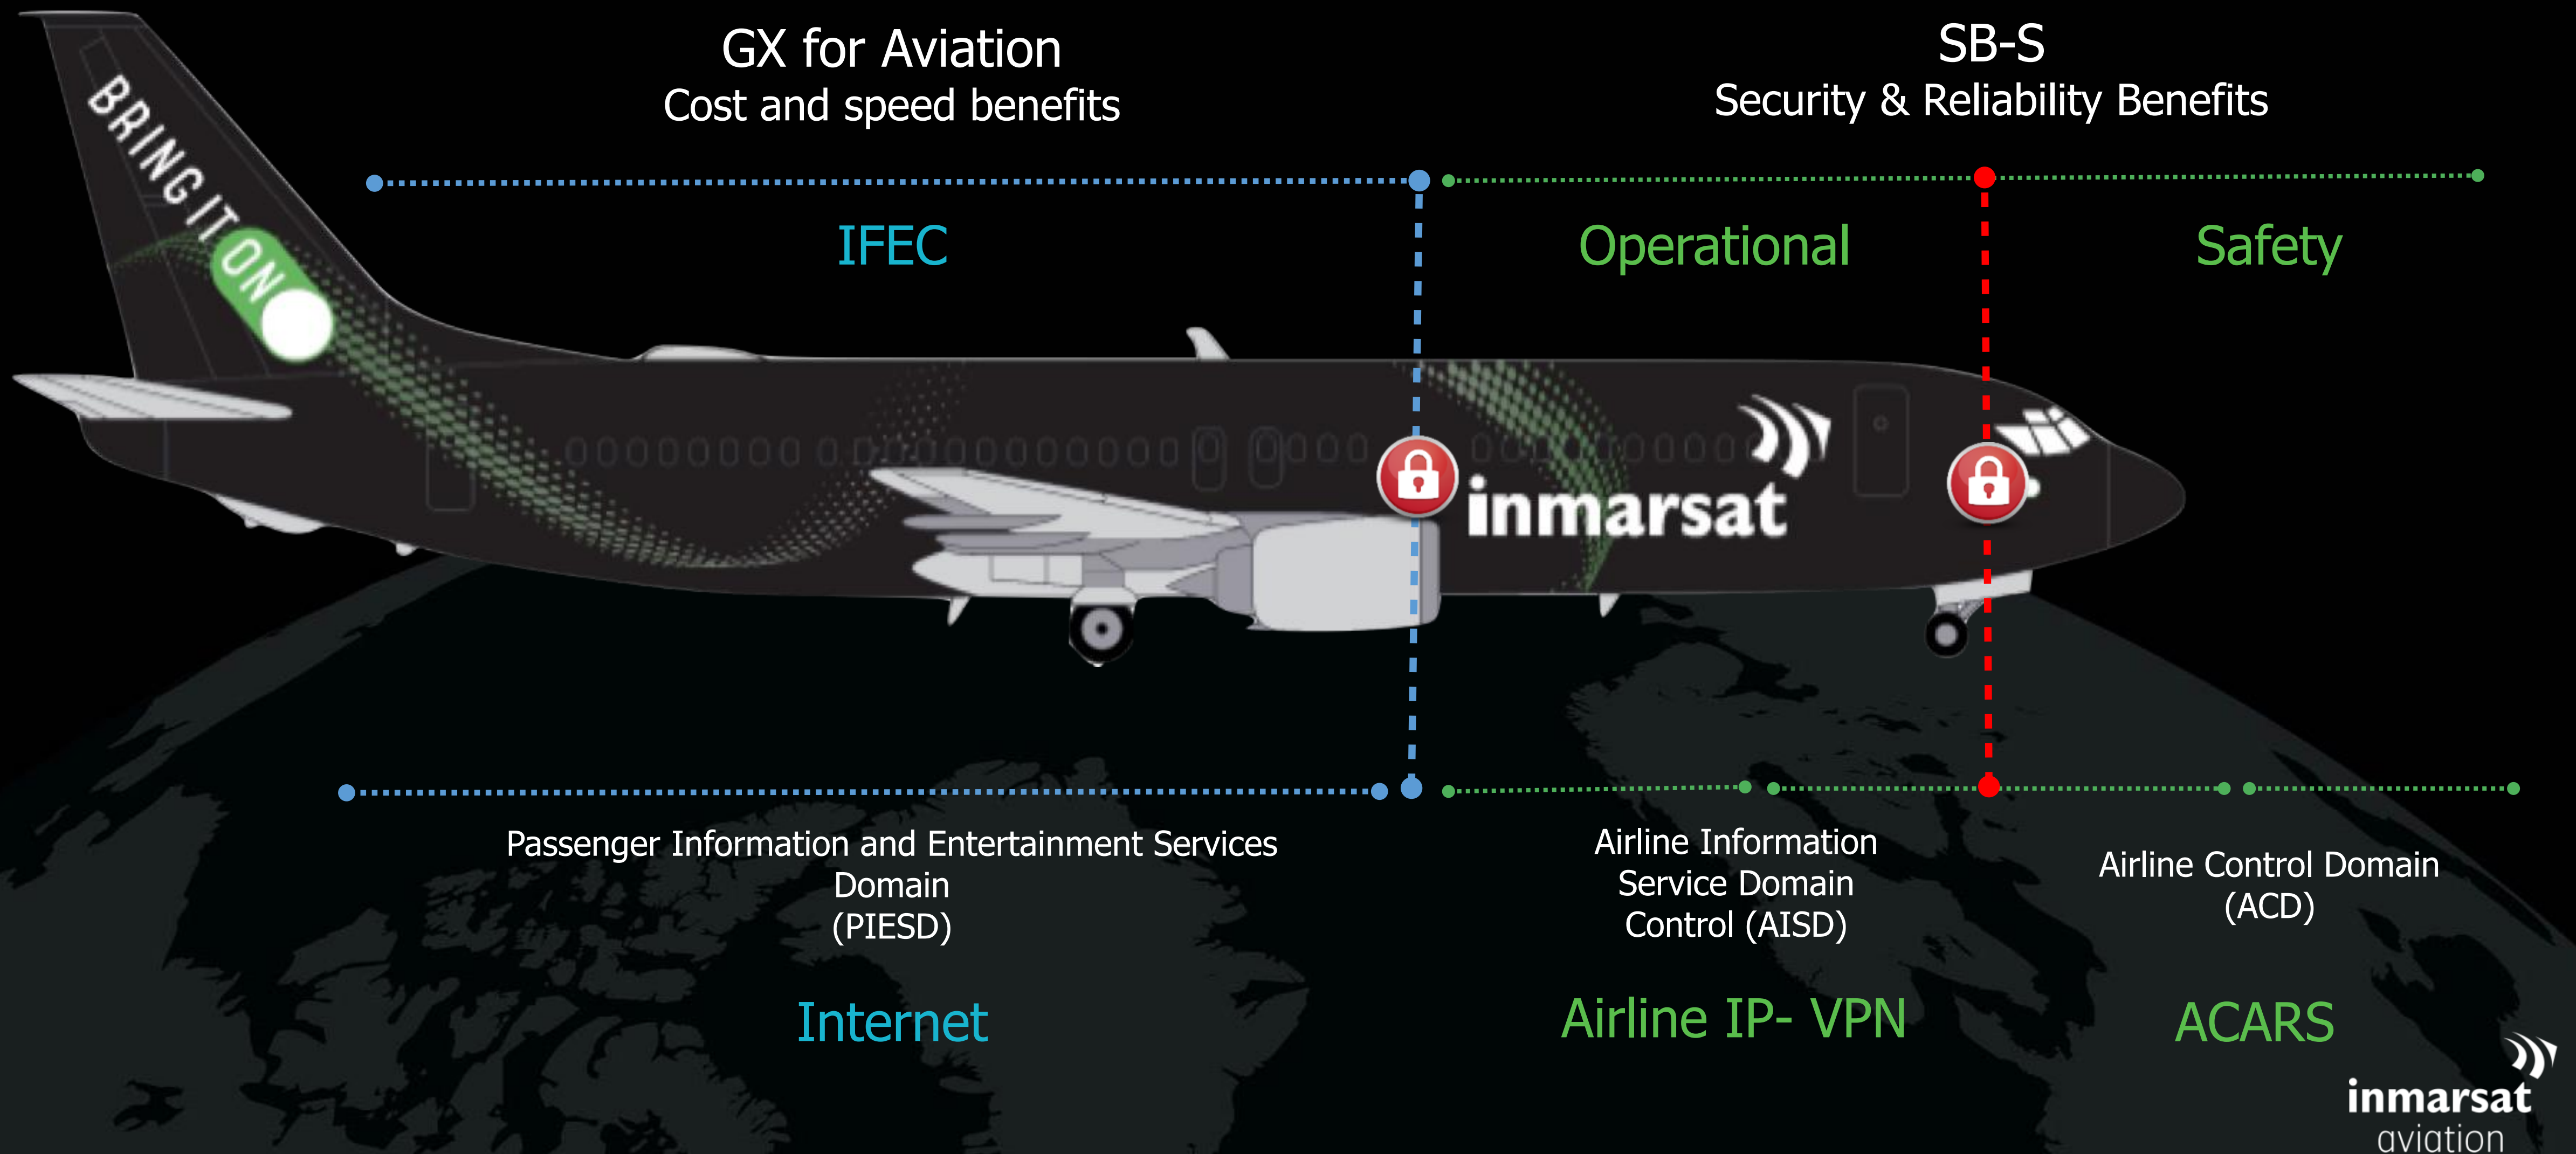 GX for Aviation
Cost and speed benefits
SB-S
Security & Reliability Benefits
IFEC
Operational
Safety
BRING IT ON
inmarsat
Passenger Information and Entertainment Services
Domain
(PIESD)
Airline Information
Service Domain
Control (AISD)
Airline Control Domain
(ACD)
Internet
Airline IP- VPN
ACARS
inmarsat
aviation